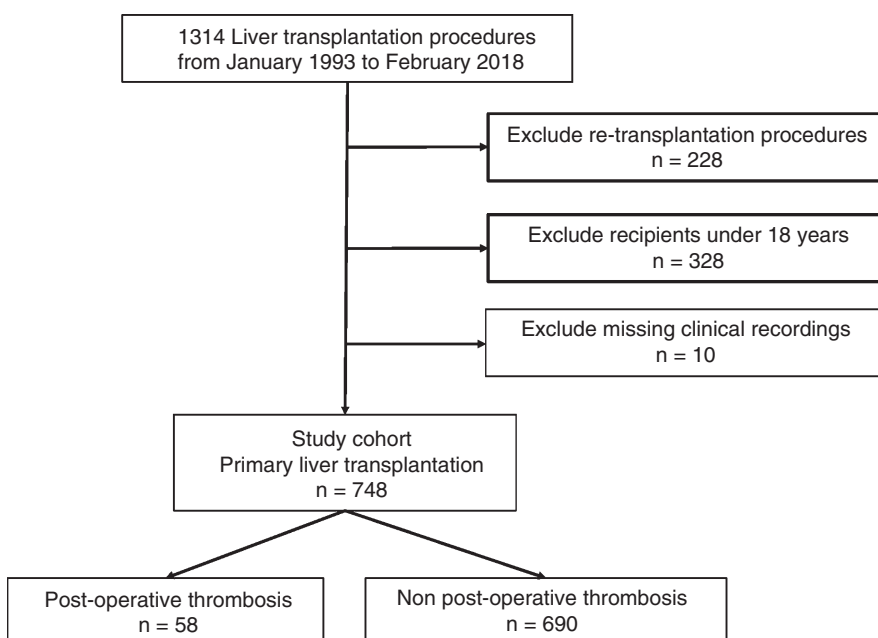 1314 Liver transplantation procedures
from January 1993 to February 2018
Exclude re-transplantation procedures
n = 228
Exclude recipients under 18 years
n = 328
Exclude missing clinical recordings
n = 10
Study cohort
Primary liver transplantation
n = 748
Post-operative thrombosis
n = 58
Non post-operative thrombosis
n = 690